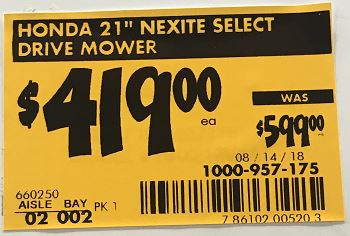 HONDA 21" NEXITE SELECT
DRIVE MOWER
$419.00
ea
WAS
$599.00
08/14/18
1000-957-175
660250
AISLE BAY PK 1
02 002
7 86102 00520 3